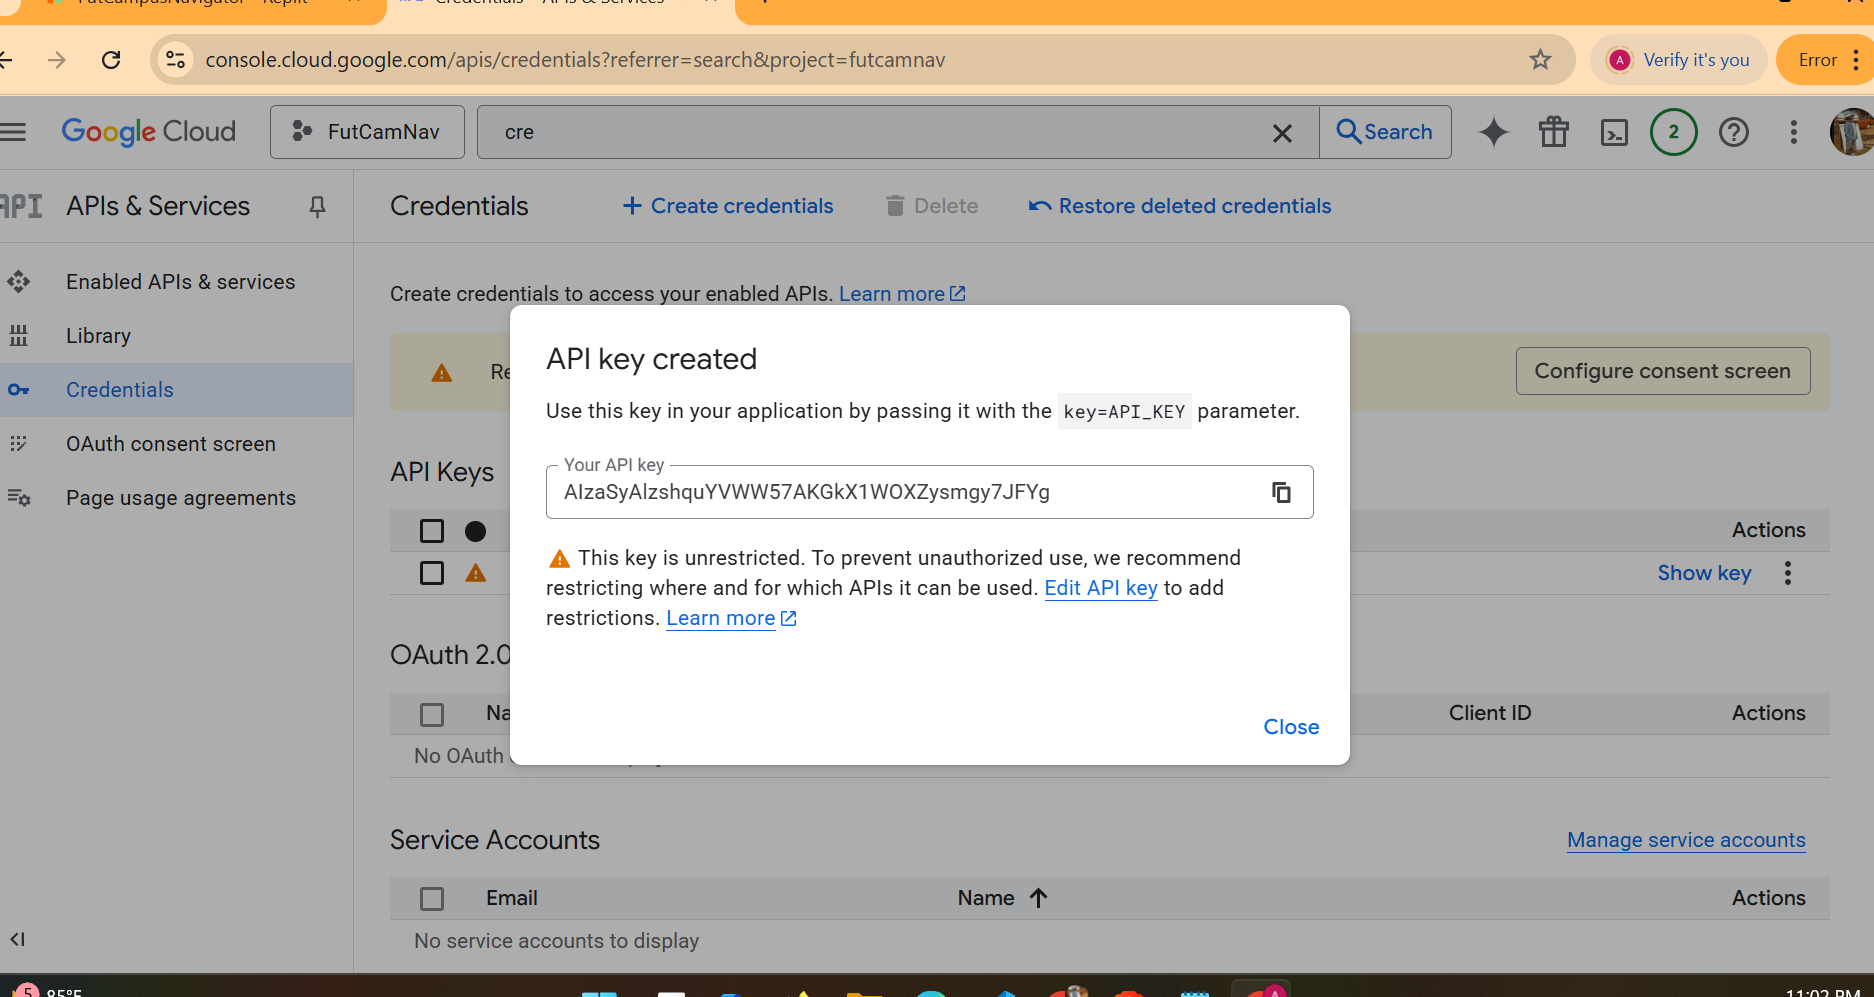 FutCampusNavigator - Replit
Credentials – APIs & Services
console.cloud.google.com/apis/credentials?referrer=search&project=futcamnav
A
Verify it's you
Error
Google Cloud
FutCamNav
cre
Search
2
API
APIs & Services
Credentials
Create credentials
Delete
Restore deleted credentials
Enabled APIs & services
Library
Credentials
OAuth consent screen
Page usage agreements
Create credentials to access your enabled APIs. Learn more
Re
Configure consent screen
API key created
Use this key in your application by passing it with the key=API_KEY parameter.
Your API key
AIzaSyAlzshquYVWW57AKGkX1WOXZysmgy7JFYg
This key is unrestricted. To prevent unauthorized use, we recommend
restricting where and for which APIs it can be used. Edit API key to add
restrictions. Learn more
Close
API Keys
Actions
Show key
OAuth 2.0
Na
Client ID
Actions
No OAuth
Service Accounts
Manage service accounts
Email
Name
Actions
No service accounts to display
5
85°F
A
11:02 PM